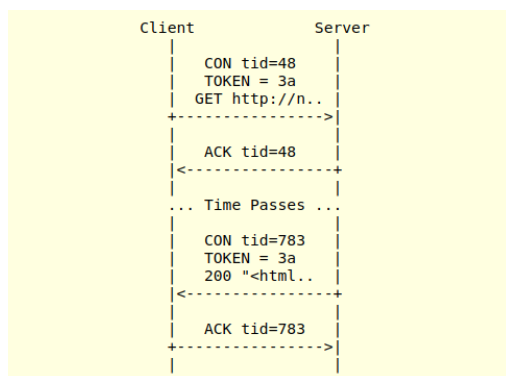 Client Server
CON tid=48
TOKEN = 3a
GET http://n..
ACK tid=48
... Time Passes ...
CON tid=783
TOKEN = 3a
200 "<html..
ACK tid=783